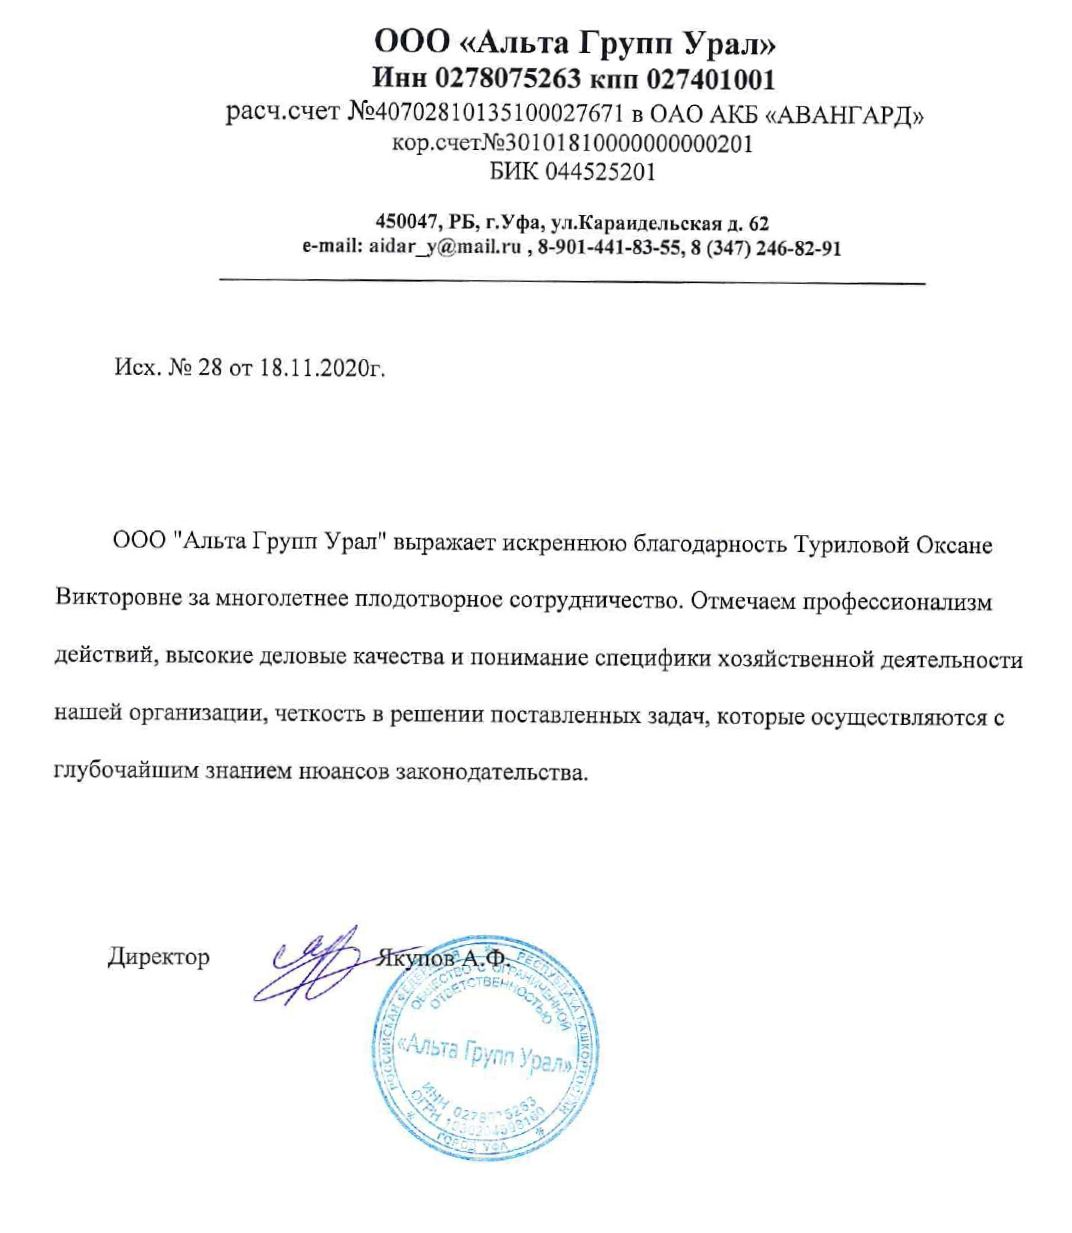 ООО «Альта Групп Урал»
Инн 0278075263 кпп 027401001
расч.счет №40702810135100027671 в ОАО АКБ «АВАНГАРД»
кор.счет№30101810000000000201
БИК 044525201
450047, РБ, г.Уфа, ул.Караидельская д. 62
e-mail: aidar_y@mail.ru , 8-901-441-83-55, 8 (347) 246-82-91
Исх. № 28 от 18.11.2020г.
ООО "Альта Групп Урал" выражает искреннюю благодарность Туриловой Оксане
Викторовне за многолетнее плодотворное сотрудничество. Отмечаем профессионализм
действий, высокие деловые качества и понимание специфики хозяйственной деятельности
нашей организации, четкость в решении поставленных задач, которые осуществляются с
глубочайшим знанием нюансов законодательства.
Директор Якупов А.Ф.
РОССИЙСКАЯ ФЕДЕРАЦИЯ * РЕСПУБЛИКА БАШКОРТОСТАН *
ОБЩЕСТВО С ОГРАНИЧЕННОЙ
ОТВЕТСТВЕННОСТЬЮ
«Альта Групп Урал»
ИНН 0278075263
ОГРН
ГОРОД УФА